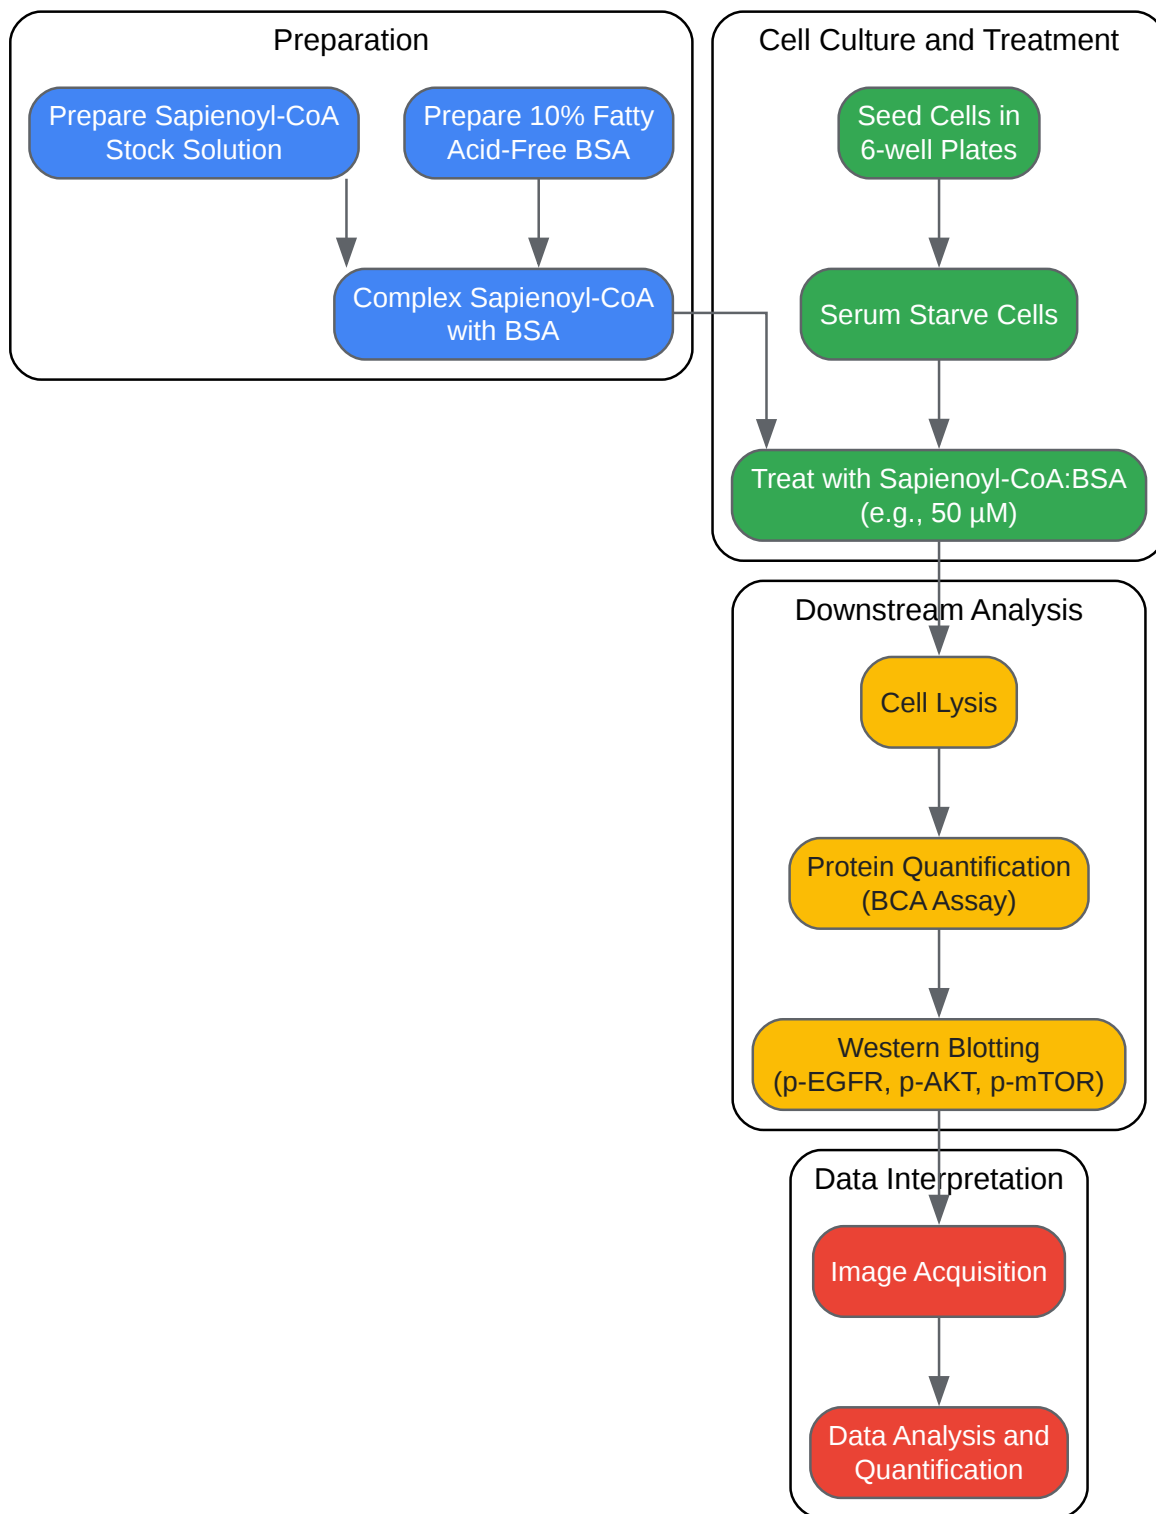 Preparation
Prepare Sapienoyl-CoA
Stock Solution
Prepare 10% Fatty
Acid-Free BSA
Complex Sapienoyl-CoA
with BSA
Cell Culture and Treatment
Seed Cells in
6-well Plates
Serum Starve Cells
Treat with Sapienoyl-CoA:BSA
(e.g., 50 µM)
Downstream Analysis
Cell Lysis
Protein Quantification
(BCA Assay)
Western Blotting
(p-EGFR, p-AKT, p-mTOR)
Data Interpretation
Image Acquisition
Data Analysis and
Quantification